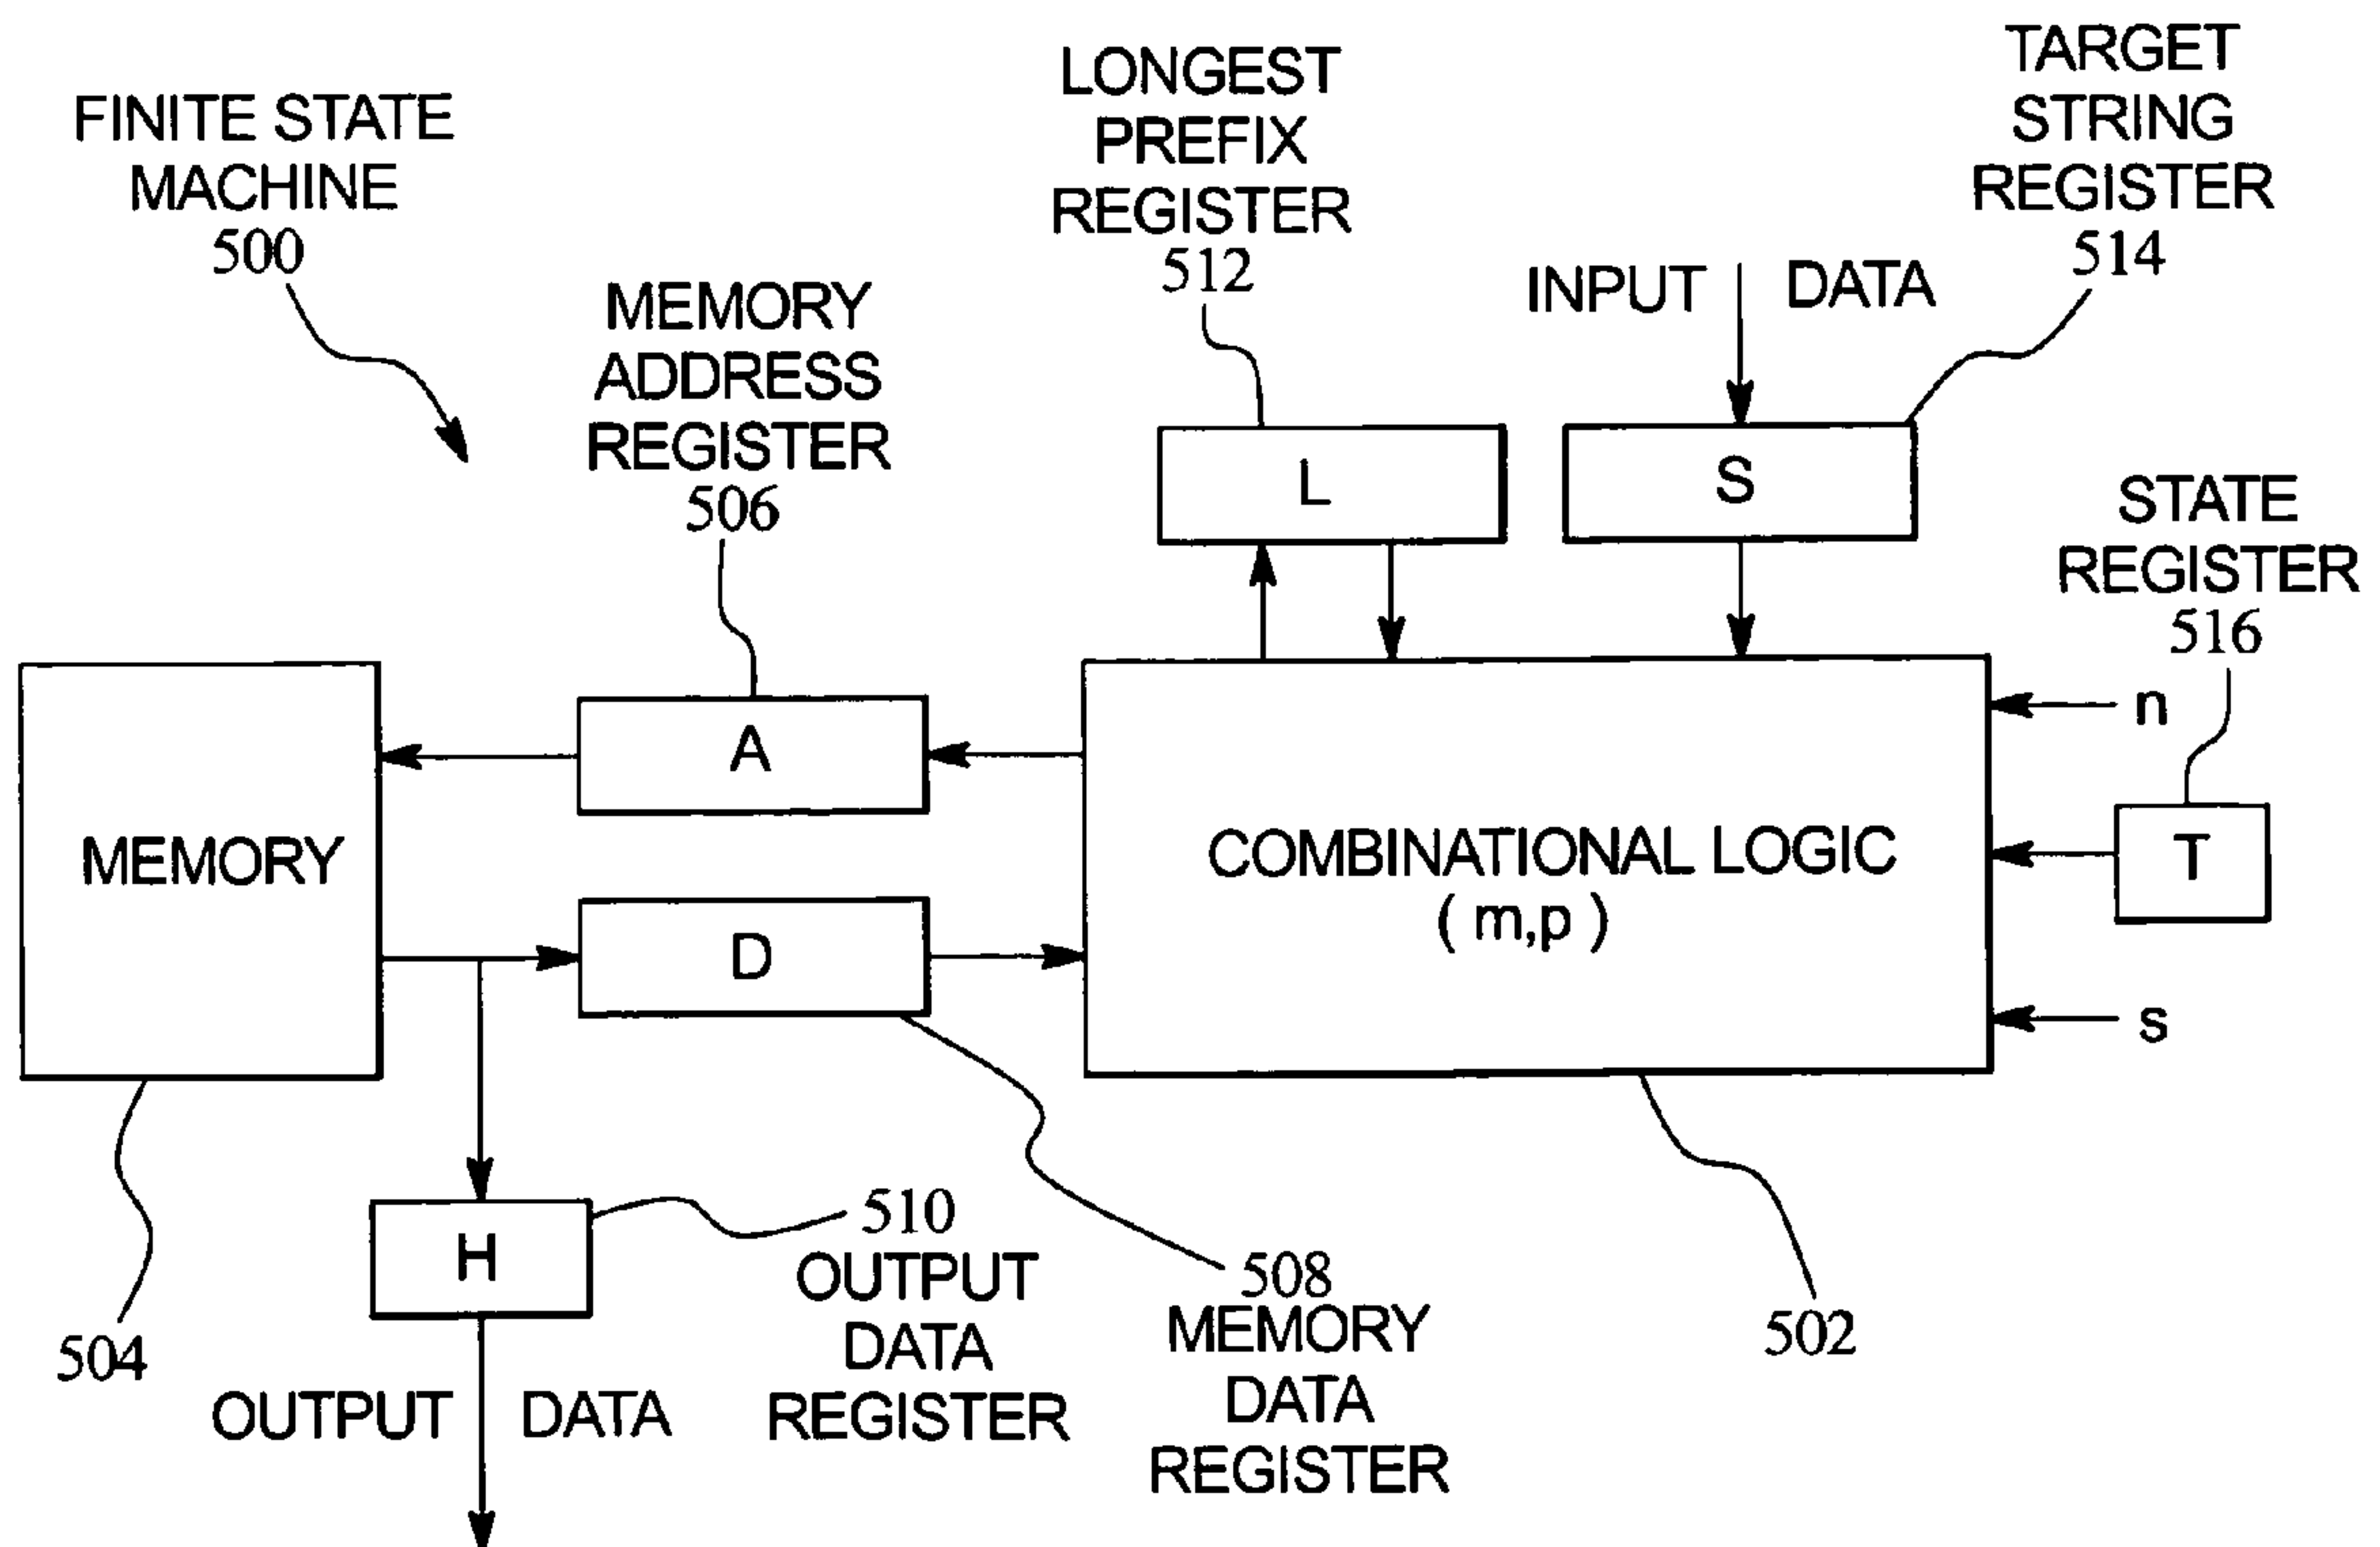 FINITE STATE
MACHINE
500
MEMORY
ADDRESS
REGISTER
506
LONGEST
PREFIX
REGISTER
512
INPUT DATA
TARGET
STRING
REGISTER
514
L
S
STATE
REGISTER
516
MEMORY
A
D
COMBINATIONAL LOGIC
( m,p )
n
T
s
H
504
510
OUTPUT
DATA
REGISTER
508
MEMORY
DATA
REGISTER
502
OUTPUT DATA